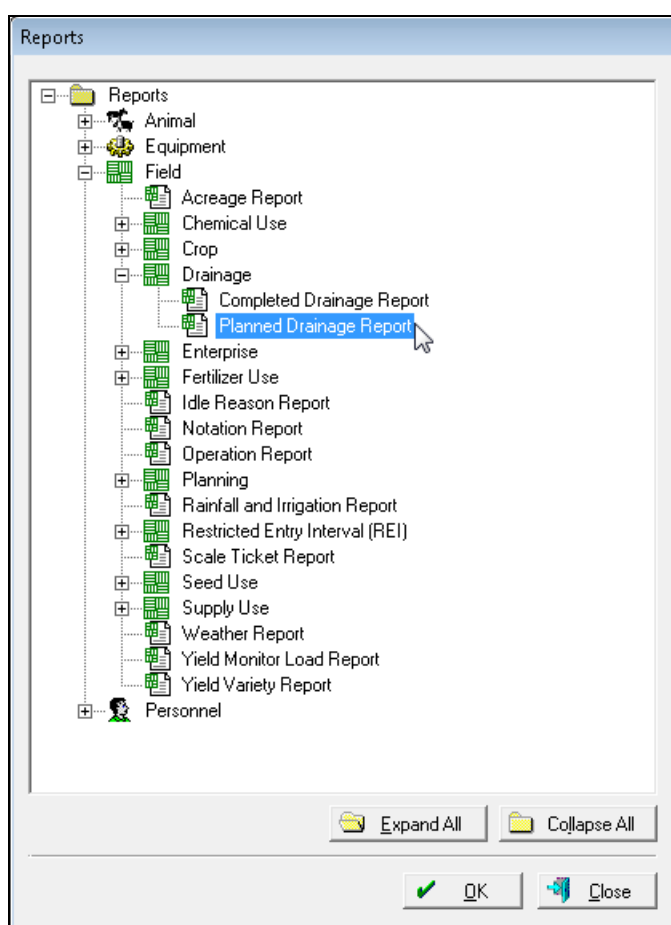 Reports
Reports
Animal
Equipment
Field
Acreage Report
Chemical Use
Crop
Drainage
Completed Drainage Report
Planned Drainage Report
Enterprise
Fertilizer Use
Idle Reason Report
Notation Report
Operation Report
Planning
Rainfall and Irrigation Report
Restricted Entry Interval (REI)
Scale Ticket Report
Seed Use
Supply Use
Weather Report
Yield Monitor Load Report
Yield Variety Report
Personnel
Expand All Collapse All
OK Close